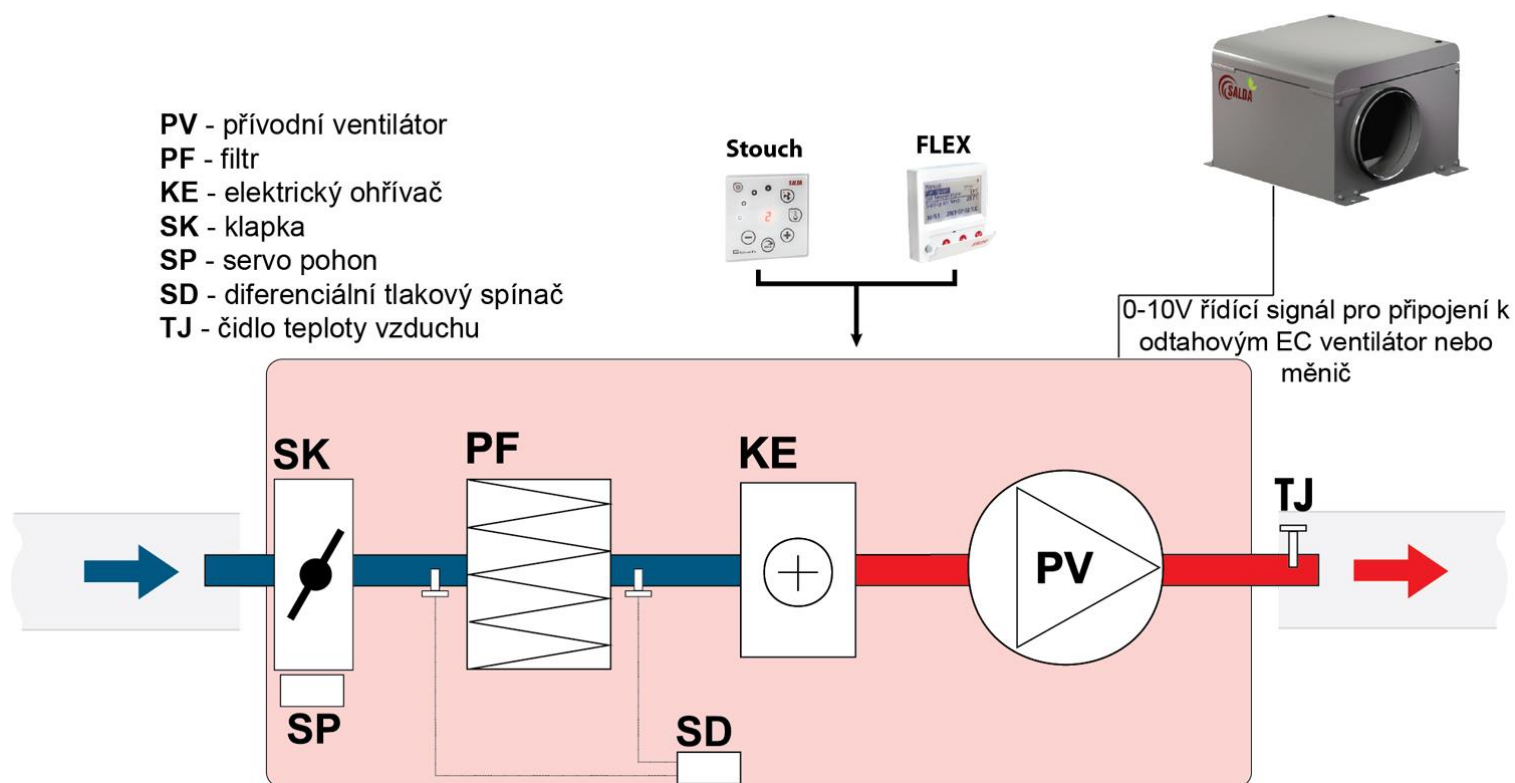 PV - přívodní ventilátor
PF - filtr
KE - elektrický ohřívač
SK - klapka
SP - servo pohon
SD - diferenciální tlakový spínač
TJ - čidlo teploty vzduchu
Stouch
FLEX
SALDA
SALDA
2
0-10V řídící signál pro připojení k
odtahovým EC ventilátor nebo
měnič
SK
PF
KE
TJ
PV
SP
SD